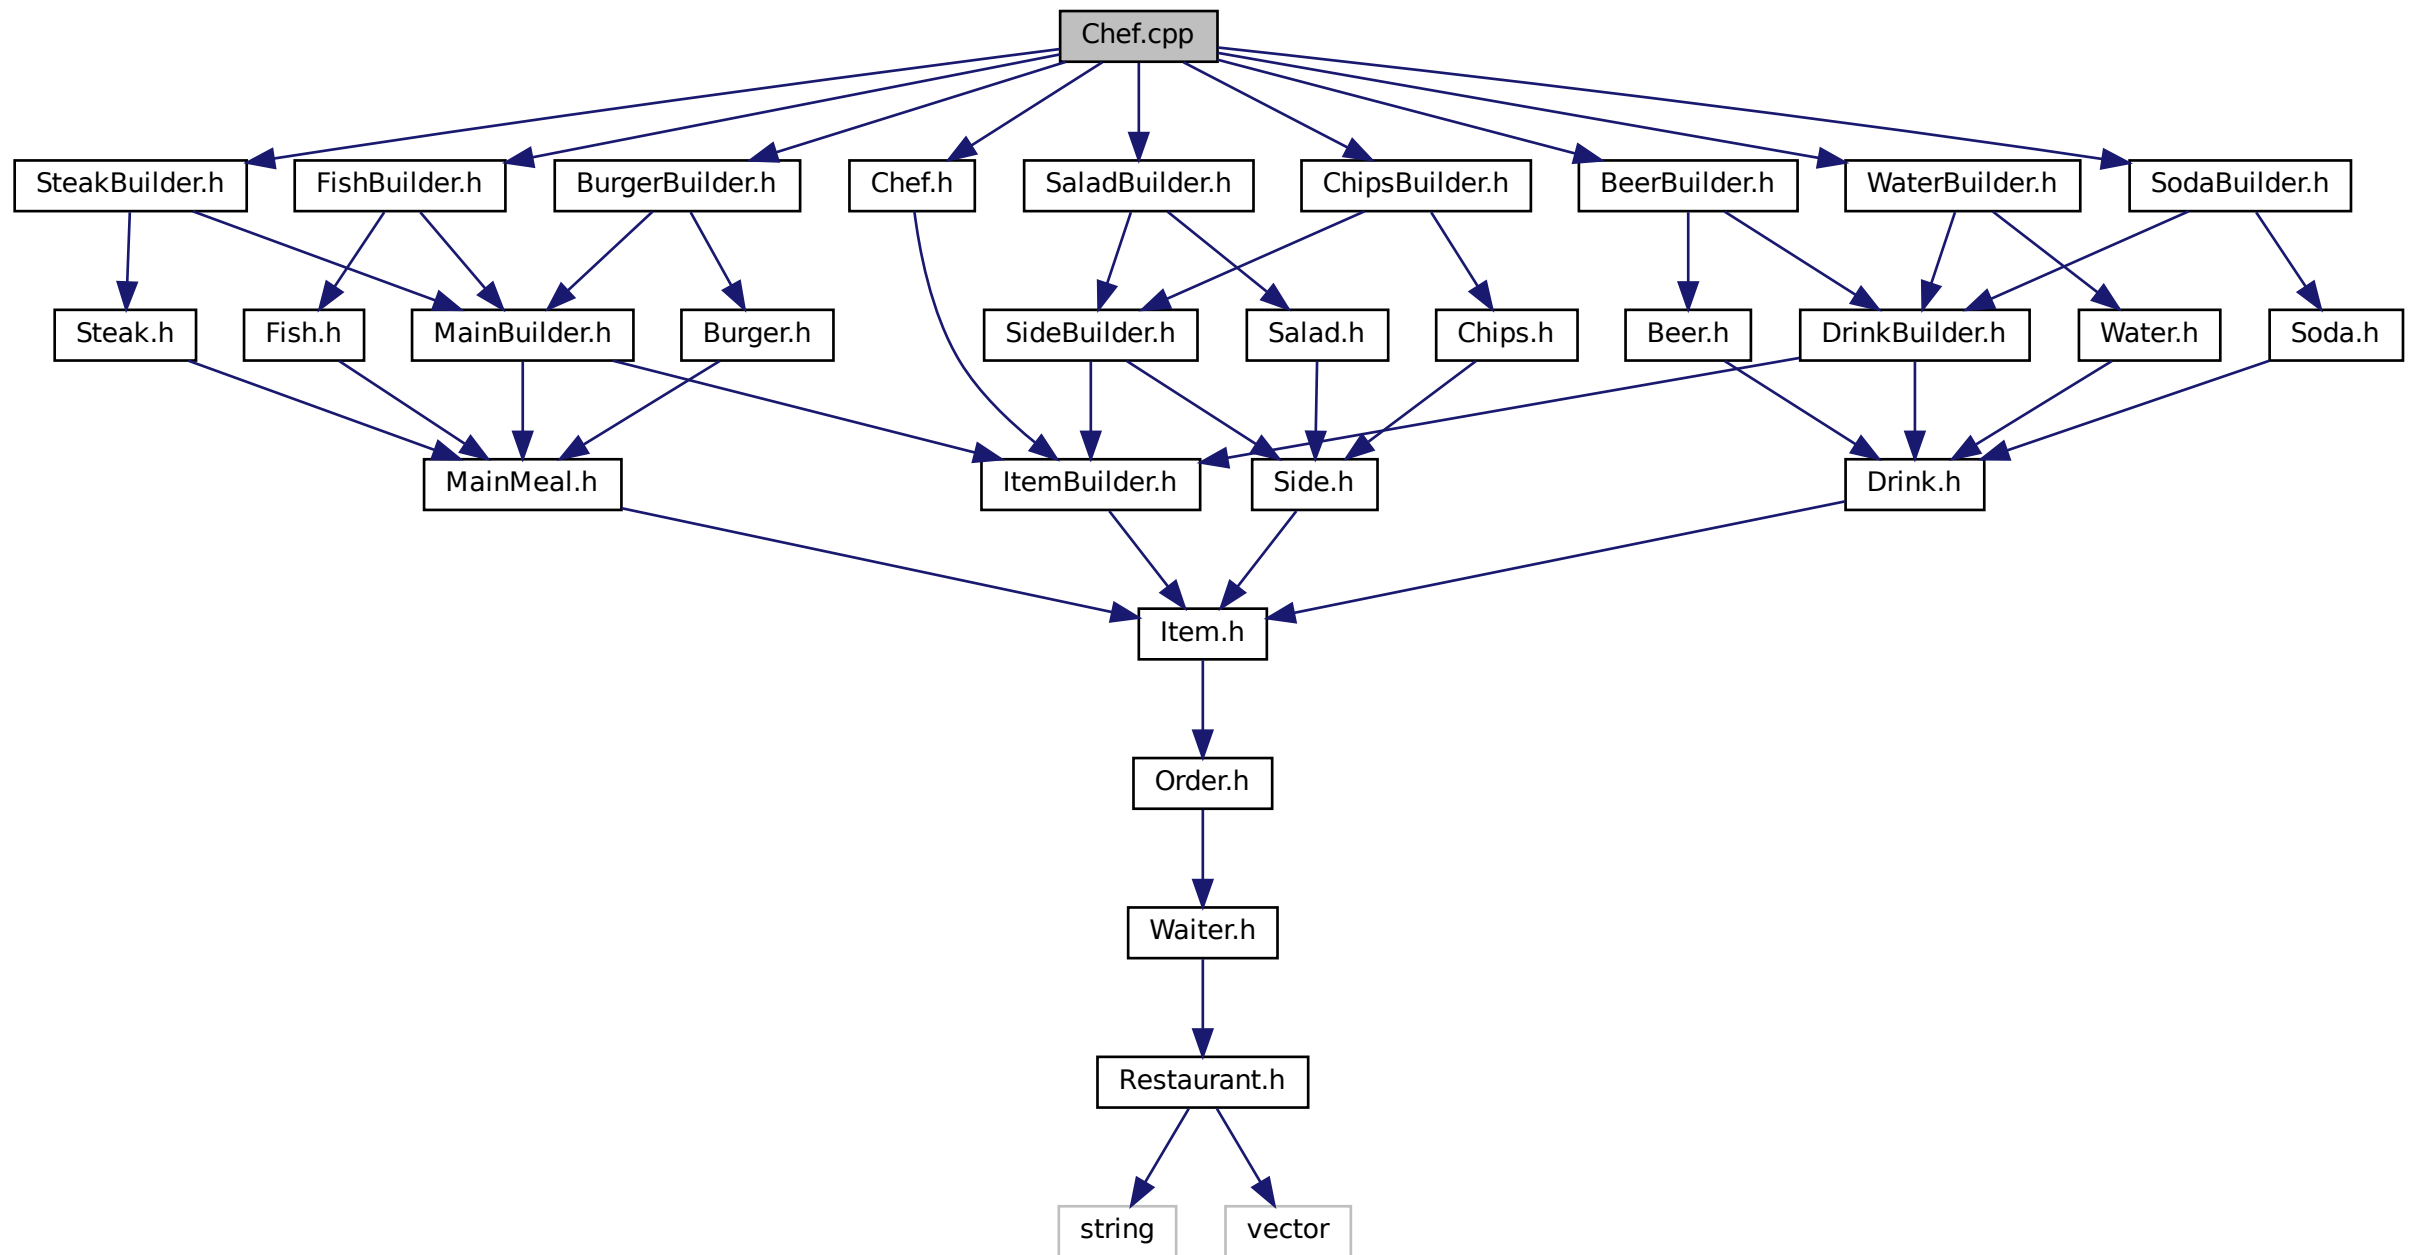 Chef.cpp
SteakBuilder.h
FishBuilder.h
BurgerBuilder.h
Chef.h
SaladBuilder.h
ChipsBuilder.h
BeerBuilder.h
WaterBuilder.h
SodaBuilder.h
Steak.h
Fish.h
MainBuilder.h
Burger.h
SideBuilder.h
Salad.h
Chips.h
Beer.h
DrinkBuilder.h
Water.h
Soda.h
MainMeal.h
ItemBuilder.h
Side.h
Drink.h
Item.h
Order.h
Waiter.h
Restaurant.h
string
vector